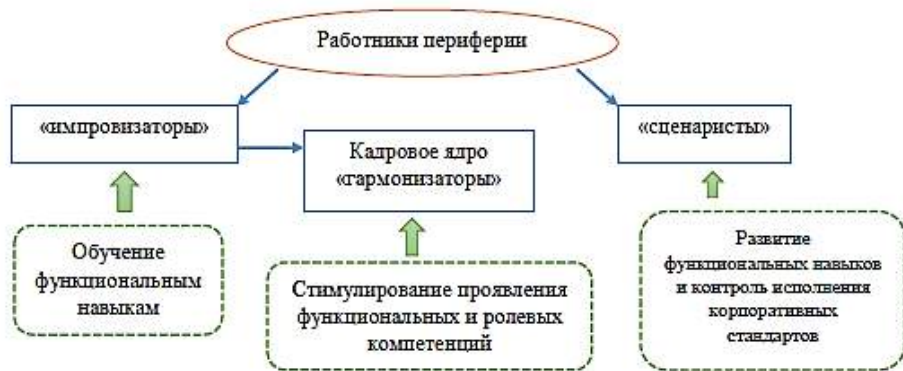 Работники периферии
«импровизаторы»
«сценаристы»
Кадровое ядро
«гармонизаторы»
Обучение
функциональным
навыкам
Стимулирование проявления
функциональных и ролевых
компетенций
Развитие
функциональных навыков
и контроль исполнения
корпоративных
стандартов